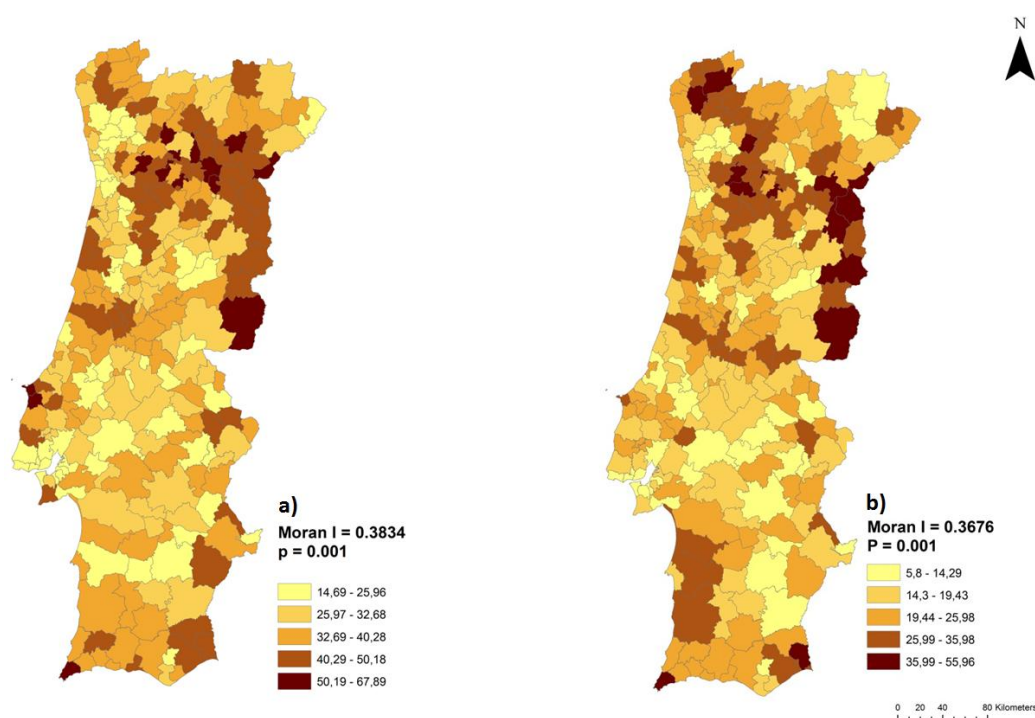 N
a)
Moran I = 0.3834
p = 0.001
14,69 - 25,96
25,97 - 32,68
32,69 - 40,28
40,29 - 50,18
50,19 - 67,89
b)
Moran I = 0.3676
P = 0.001
5,8 - 14,29
14,3 - 19,43
19,44 - 25,98
25,99 - 35,98
35,99 - 55,96
0 20 40 80 Kilometers